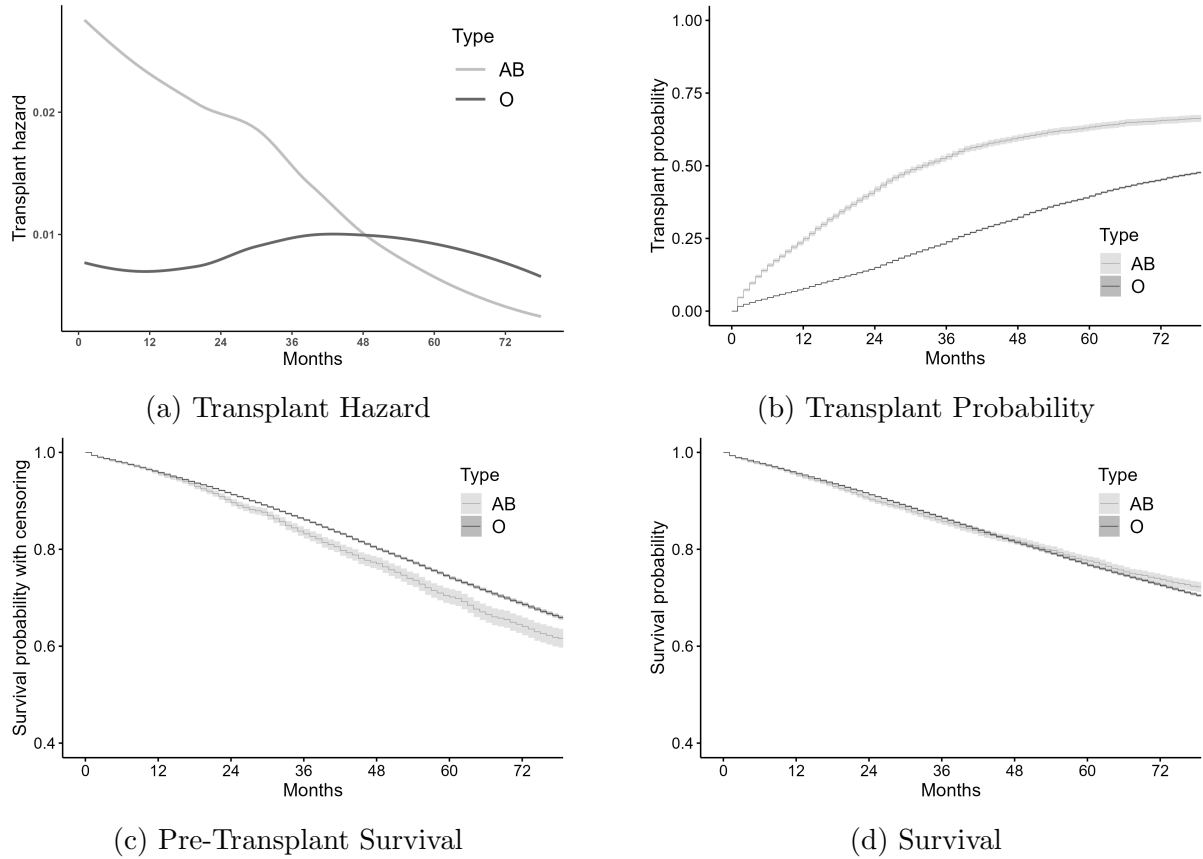 Type
AB
O
Transplant hazard
0.02
0.01
0 12 24 36 48 60 72
Months
(a) Transplant Hazard
Transplant probability
1.00
0.75
0.50
0.25
0.00
Type
AB
O
0 12 24 36 48 60 72
Months
(b) Transplant Probability
Survival probability with censoring
1.0
0.8
0.6
0.4
Type
AB
O
0 12 24 36 48 60 72
Months
(c) Pre-Transplant Survival
Survival probability
1.0
0.8
0.6
0.4
Type
AB
O
0 12 24 36 48 60 72
Months
(d) Survival